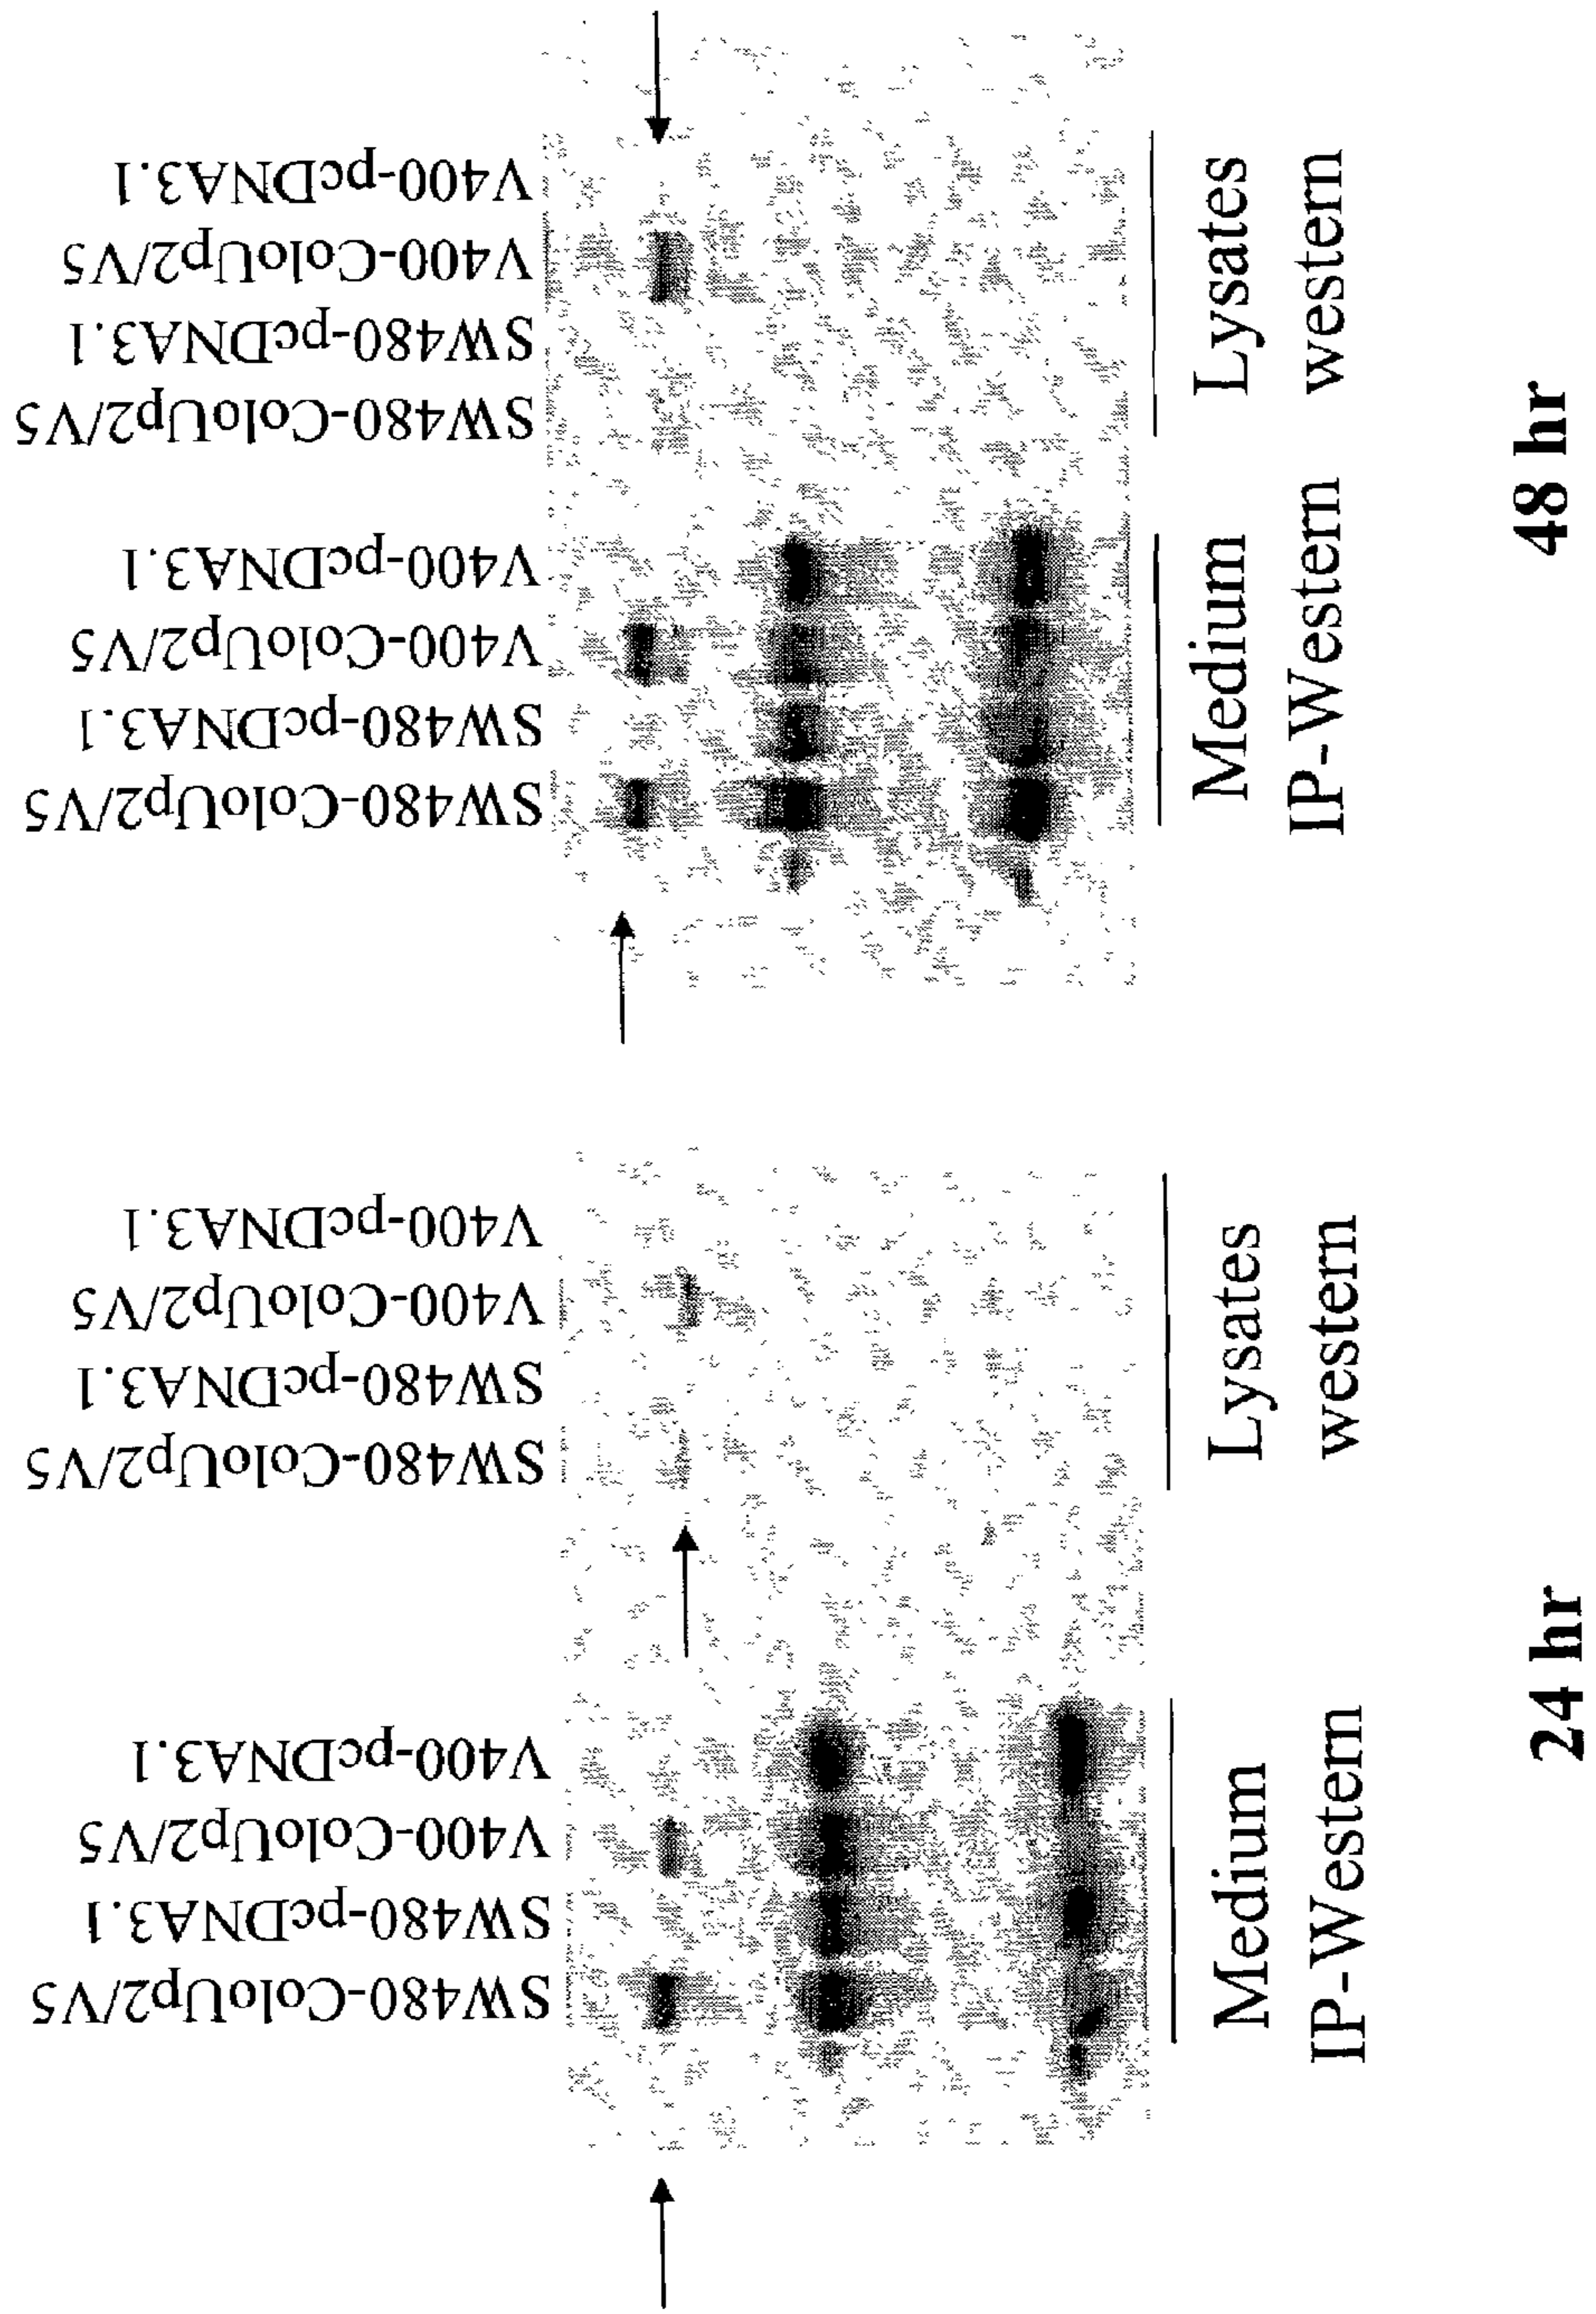 SW480-ColoUp2/V5
SW480-pcDNA3.1
V400-ColoUp2/V5
V400-pcDNA3.1
SW480-ColoUp2/V5
SW480-pcDNA3.1
V400-ColoUp2/V5
V400-pcDNA3.1
SW480-ColoUp2/V5
SW480-pcDNA3.1
V400-ColoUp2/V5
V400-pcDNA3.1
SW480-ColoUp2/V5
SW480-pcDNA3.1
V400-ColoUp2/V5
V400-pcDNA3.1
Medium
IP-Western
Lysates
western
Medium
IP-Western
Lysates
western
24 hr
48 hr